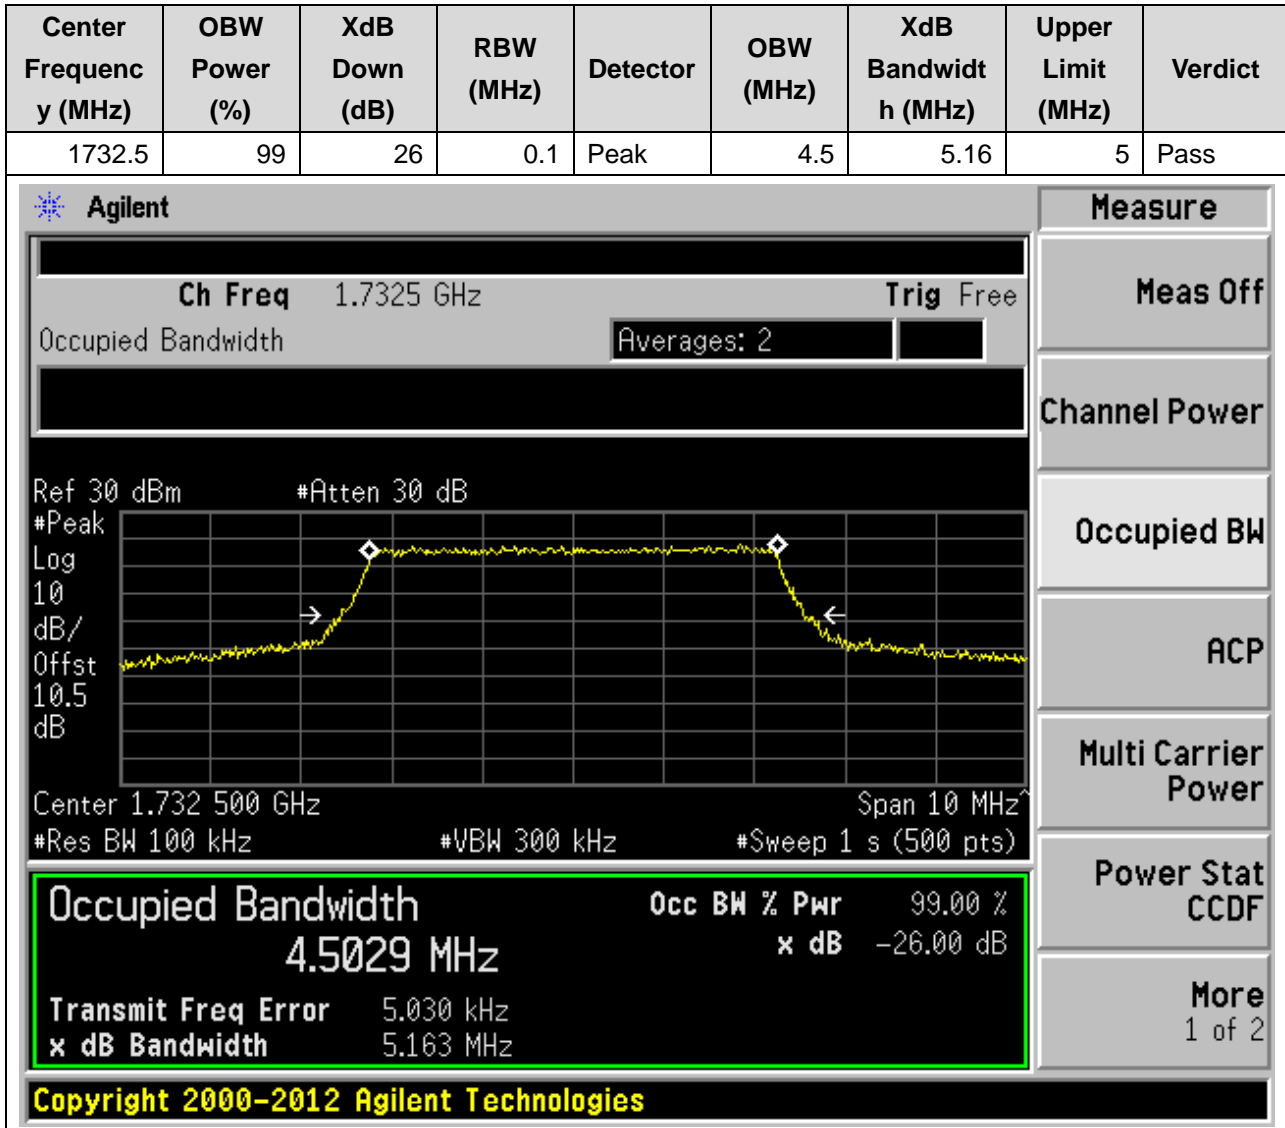 Center Frequency (MHz) OBW Power (%) XdB Down (dB) RBW (MHz) Detector OBW (MHz) XdB Bandwidth (MHz) Upper Limit (MHz) Verdict
1732.5 99 26 0.1 Peak 4.5 5.16 5 Pass
Agilent
Measure
Ch Freq 1.7325 GHz Trig Free
Meas Off
Occupied Bandwidth Averages: 2
Channel Power
Ref 30 dBm #Atten 30 dB
#Peak
Log
10
dB/
Offst
10.5
dB
Occupied BW
ACP
Multi Carrier
Power
Center 1.732 500 GHz Span 10 MHz^
#Res BW 100 kHz #VBW 300 kHz #Sweep 1 s (500 pts)
Power Stat
CCDF
Occupied Bandwidth Occ BW % Pwr 99.00 %
4.5029 MHz x dB -26.00 dB
Transmit Freq Error 5.030 kHz
x dB Bandwidth 5.163 MHz
More
1 of 2
Copyright 2000-2012 Agilent Technologies